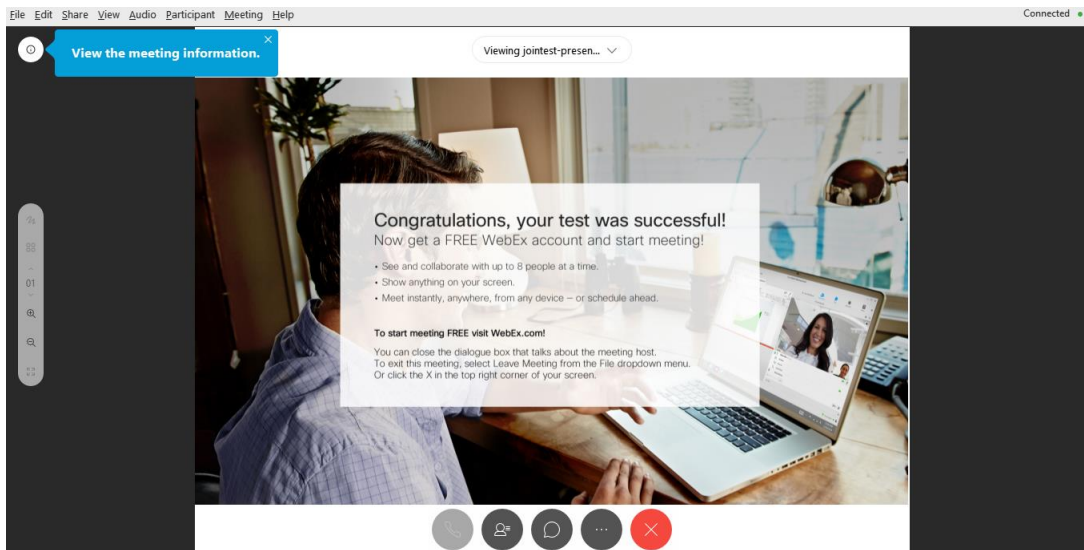 File Edit Share View Audio Participant Meeting Help
Connected
View the meeting information.
Viewing jointest-presen...
01
Congratulations, your test was successful!
Now get a FREE WebEx account and start meeting!
• See and collaborate with up to 8 people at a time.
• Show anything on your screen.
• Meet instantly, anywhere, from any device – or schedule ahead.
To start meeting FREE visit WebEx.com!
You can close the dialogue box that talks about the meeting host.
To exit this meeting, select Leave Meeting from the File dropdown menu.
Or click the X in the top right corner of your screen.